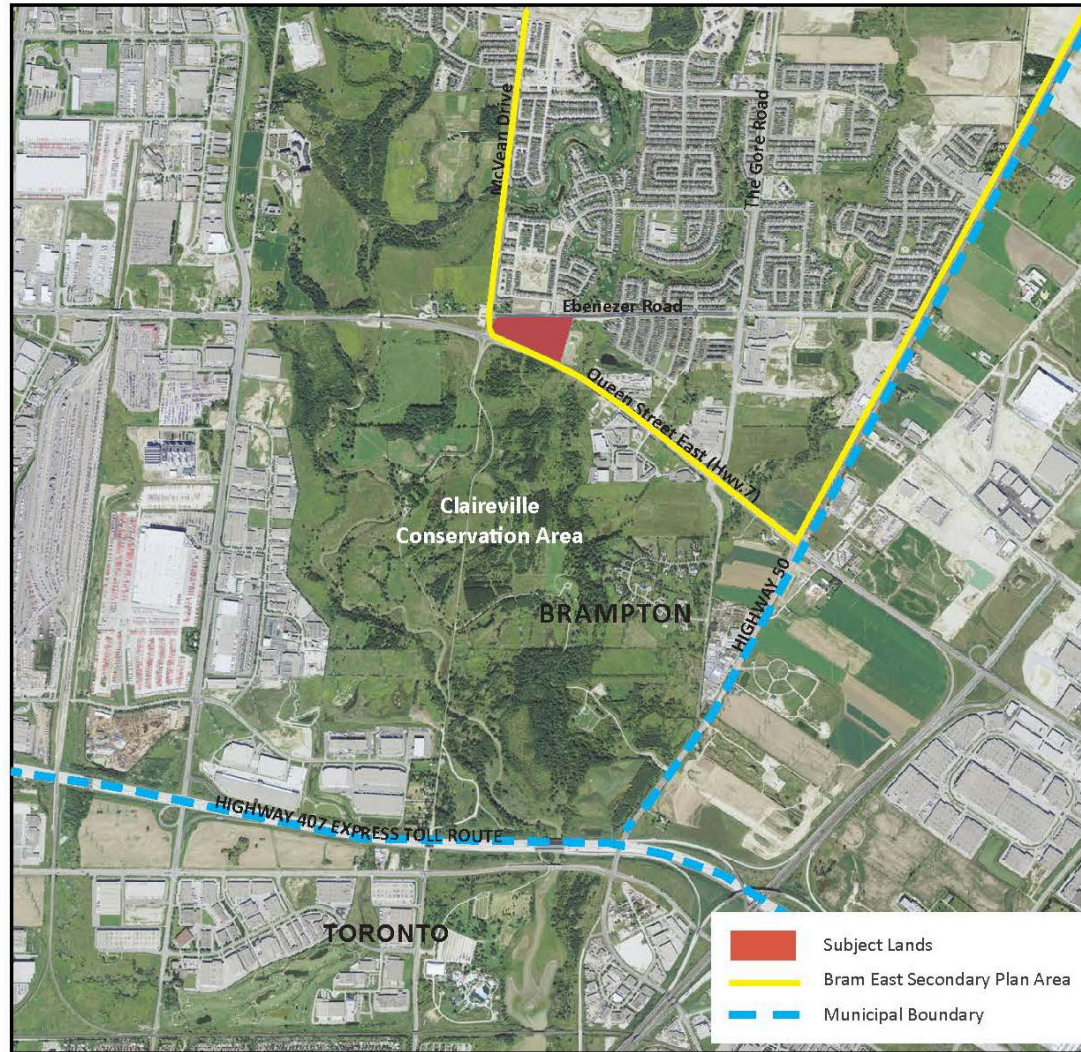 McVean Drive
The Gore Road
Ebenezer Road
Queen Street East (Hwy.7)
Claireville
Conservation Area
BRAMPTON
HIGHWAY 50
HIGHWAY 407 EXPRESS TOLL ROUTE
TORONTO
Subject Lands
Bram East Secondary Plan Area
Municipal Boundary